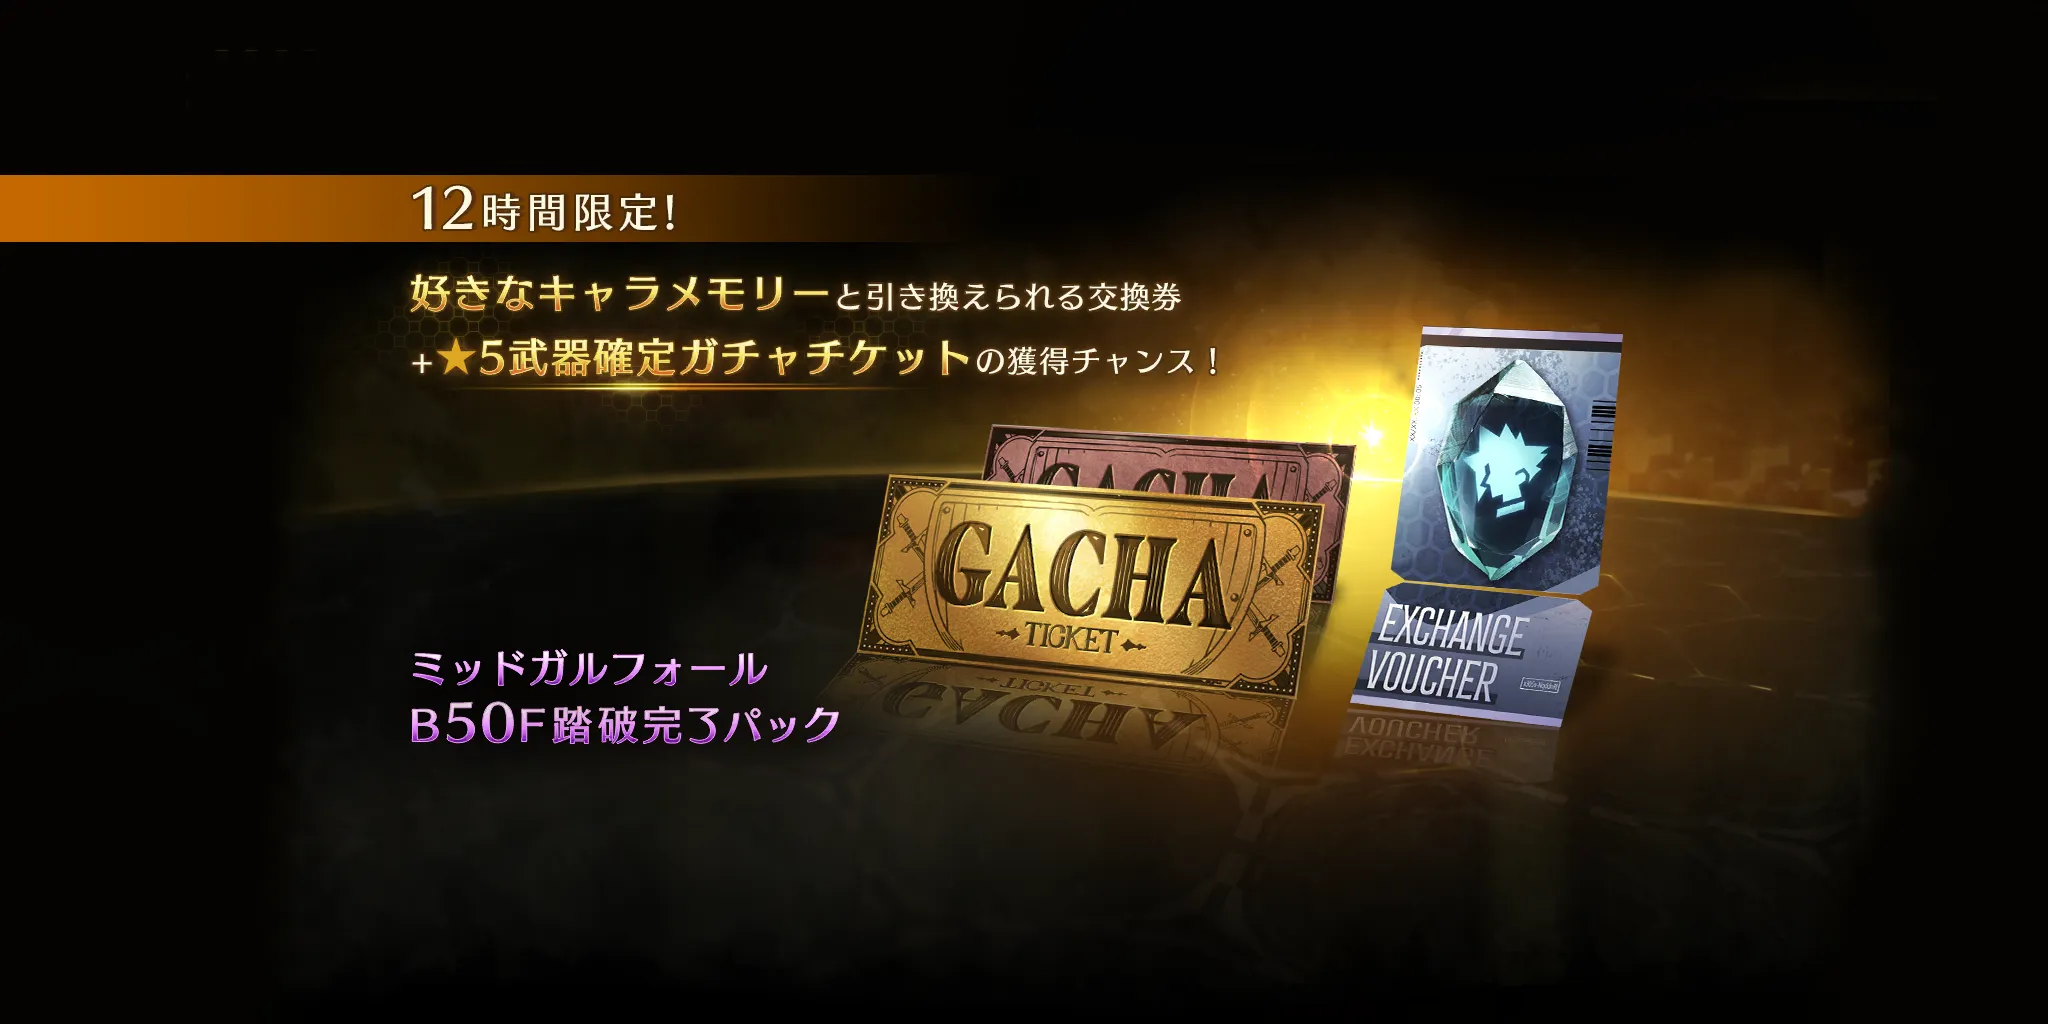 12時間限定!
好きなキャラメモリーと引き換えられる交換券
+★5武器確定ガチャチケットの獲得チャンス！
GACHA
GACHA
TICKET
EXCHANGE
VOUCHER
ミッドガルフォール
B50F踏破完了パック